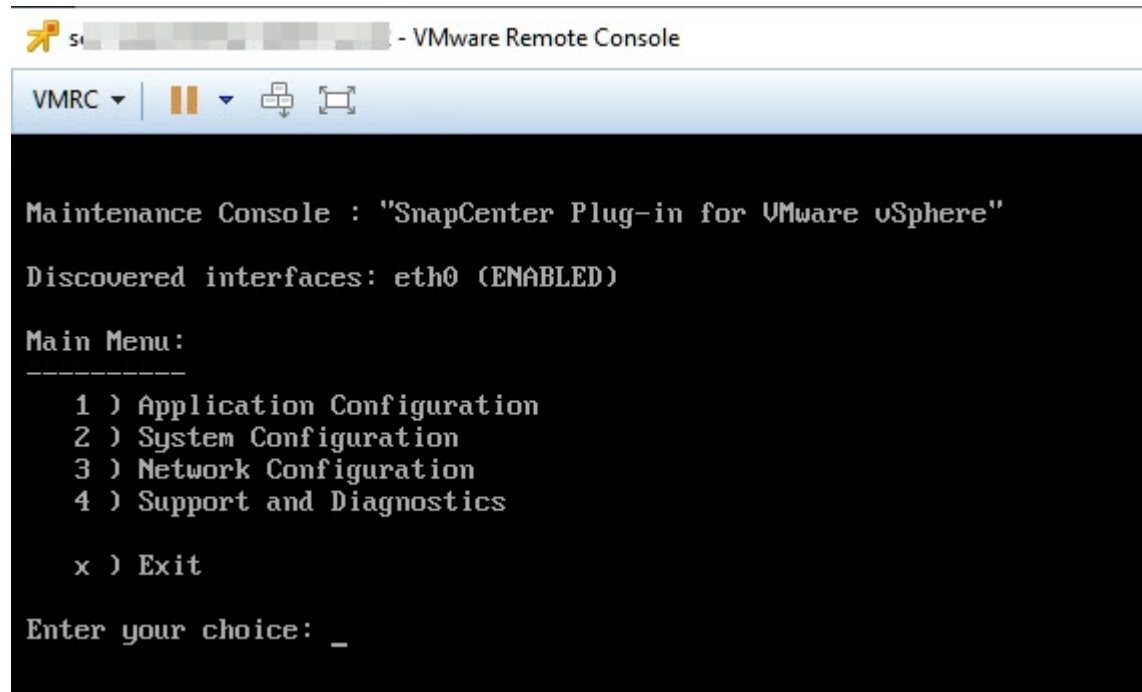 - VMware Remote Console
VMRC
Maintenance Console : "SnapCenter Plug-in for VMware vSphere"
Discovered interfaces: eth0 (ENABLED)
Main Menu:
----------
1 ) Application Configuration
2 ) System Configuration
3 ) Network Configuration
4 ) Support and Diagnostics
x ) Exit
Enter your choice: _